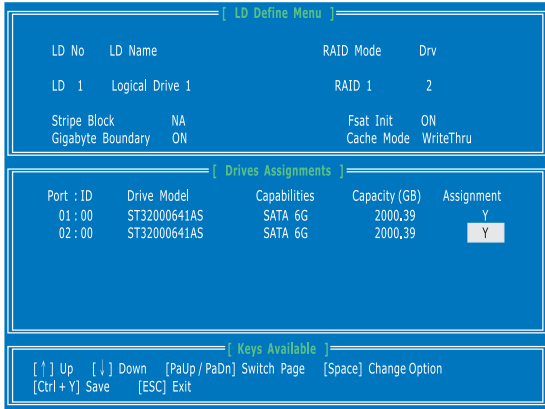 [ LD Define Menu ]
LD No LD Name RAID Mode Drv
LD 1 Logical Drive 1 RAID 1 2
Stripe Block NA Fsat Init ON
Gigabyte Boundary ON Cache Mode WriteThru
[ Drives Assignments ]
Port : ID Drive Model Capabilities Capacity (GB) Assignment
01 : 00 ST32000641AS SATA 6G 2000.39 Y
02 : 00 ST32000641AS SATA 6G 2000.39 Y
[ Keys Available ]
[ ↑ ] Up [ ↓ ] Down [PaUp / PaDn] Switch Page [Space] Change Option
[Ctrl + Y] Save [ESC] Exit